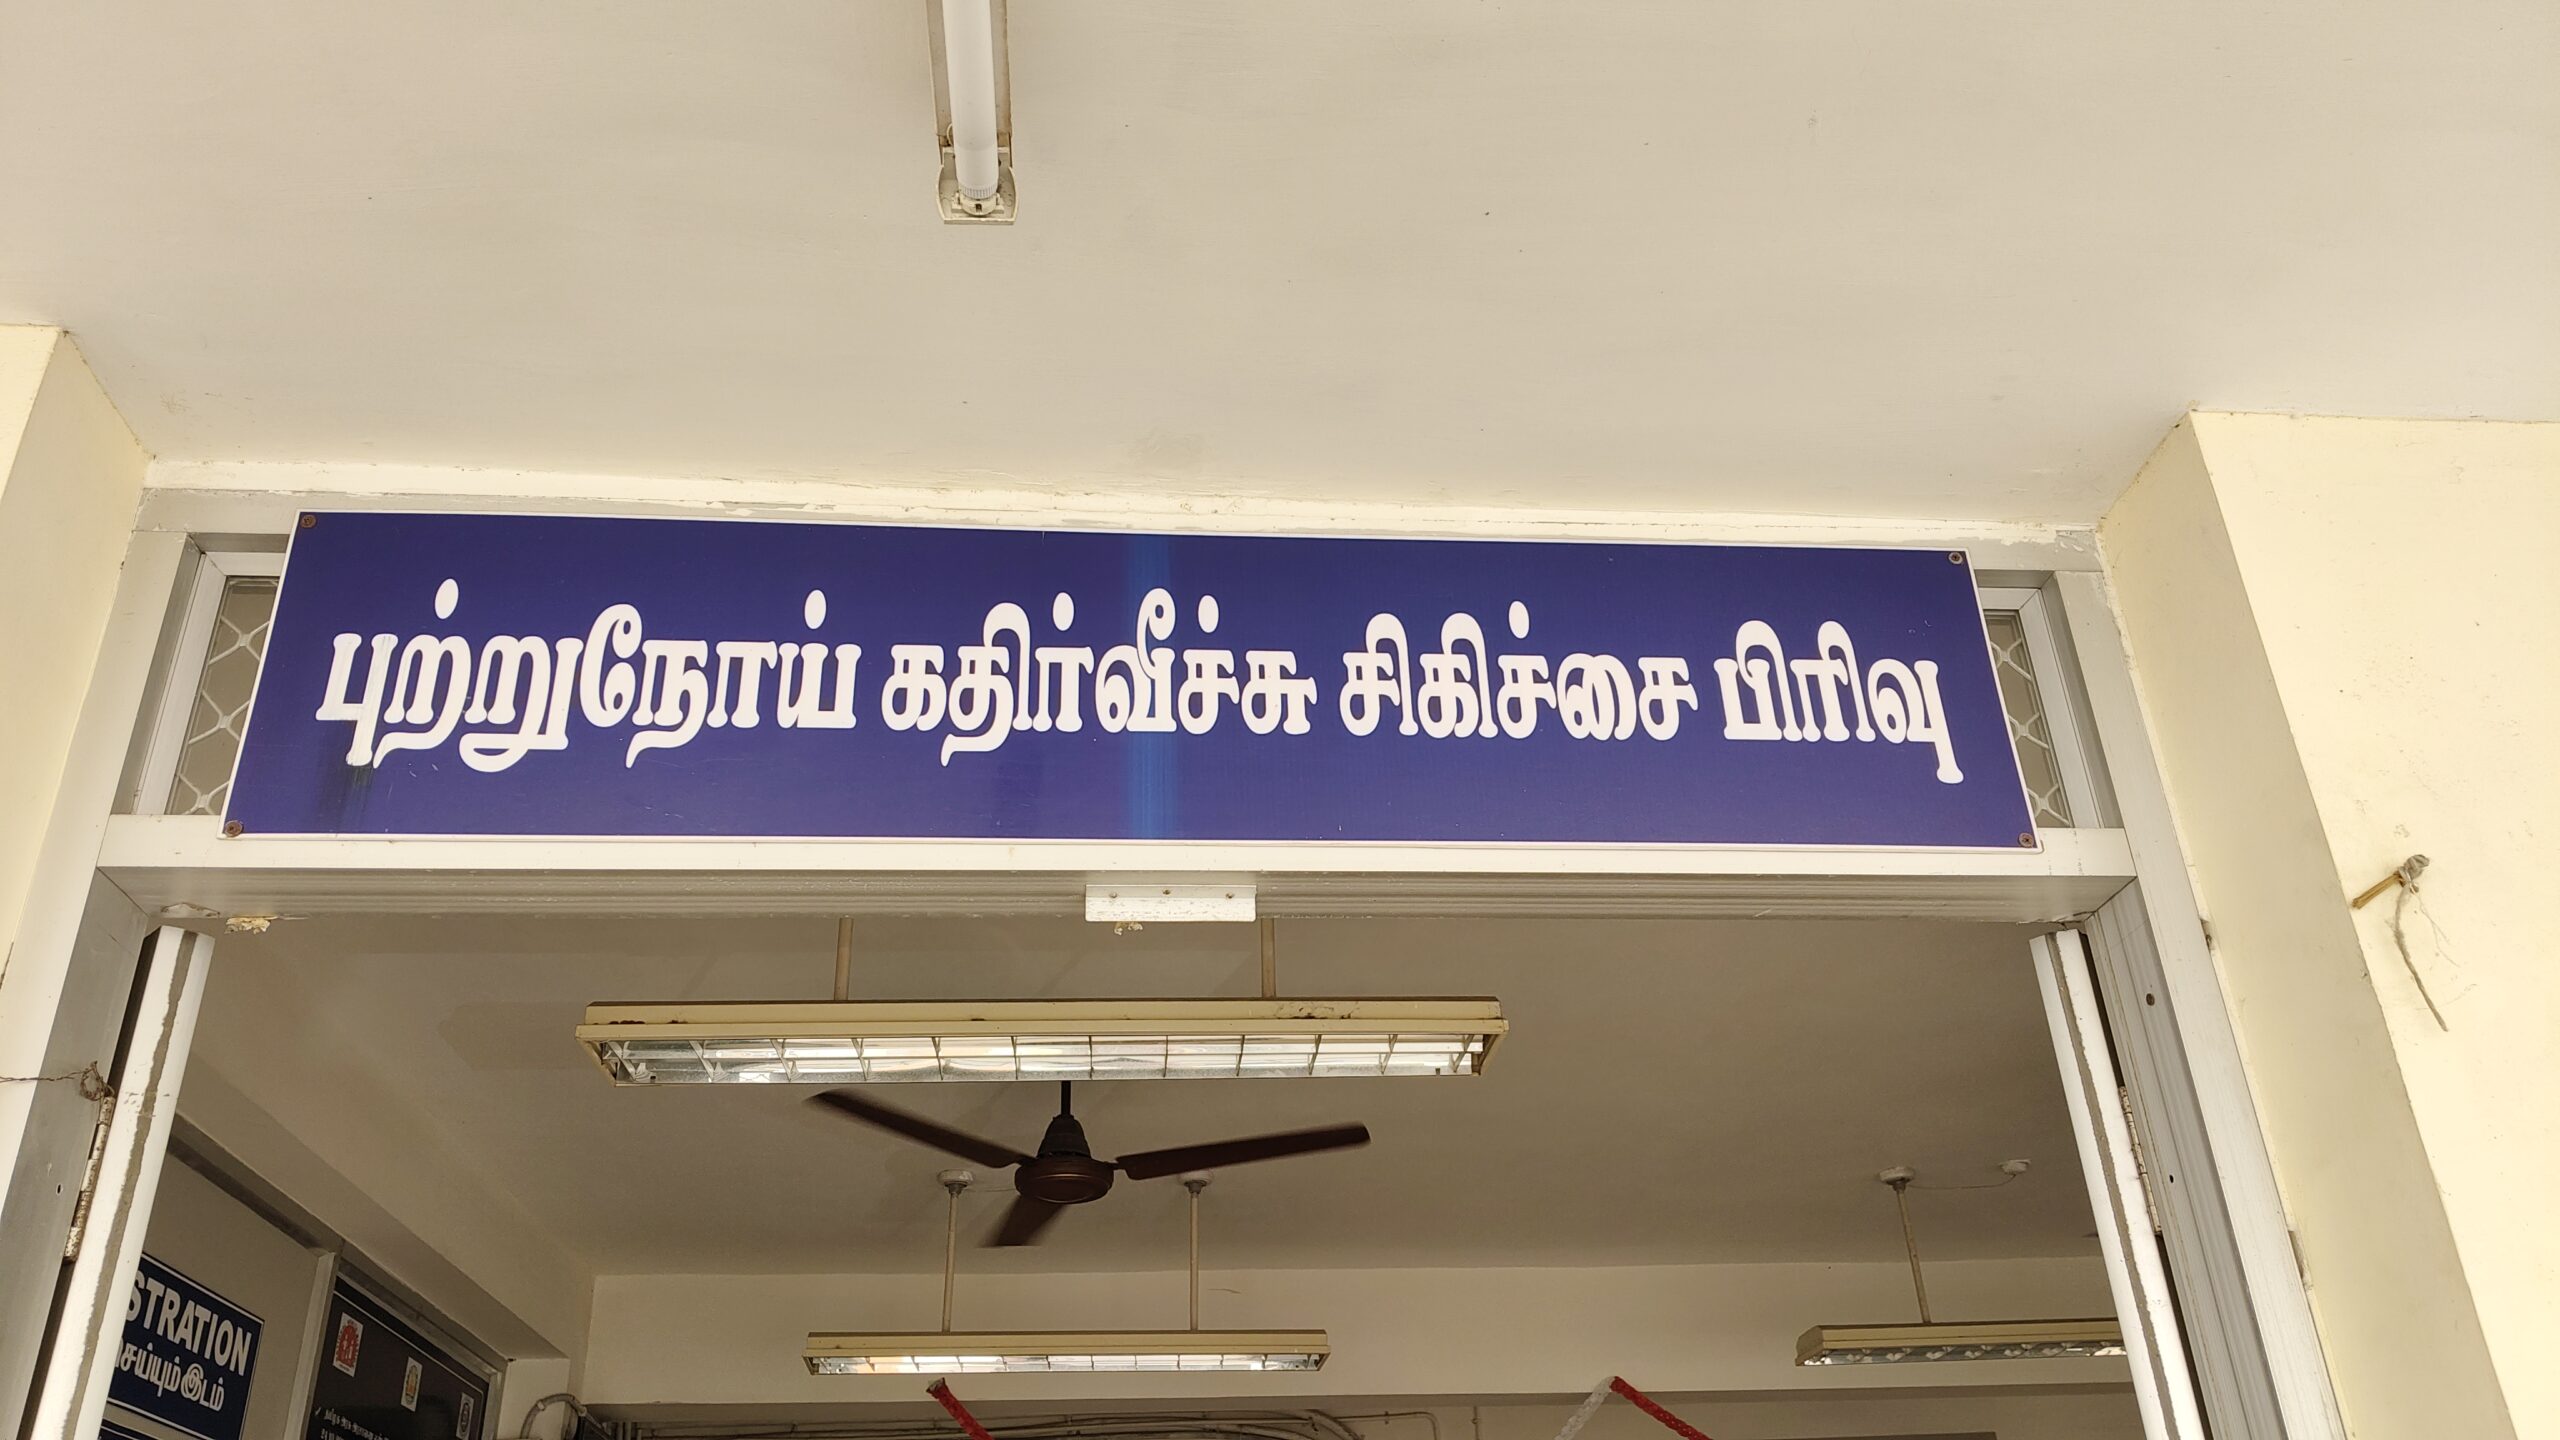 புற்றுநோய் கதிர்வீச்சு சிகிச்சை பிரிவு
STRATION
செய்யும் இடம்